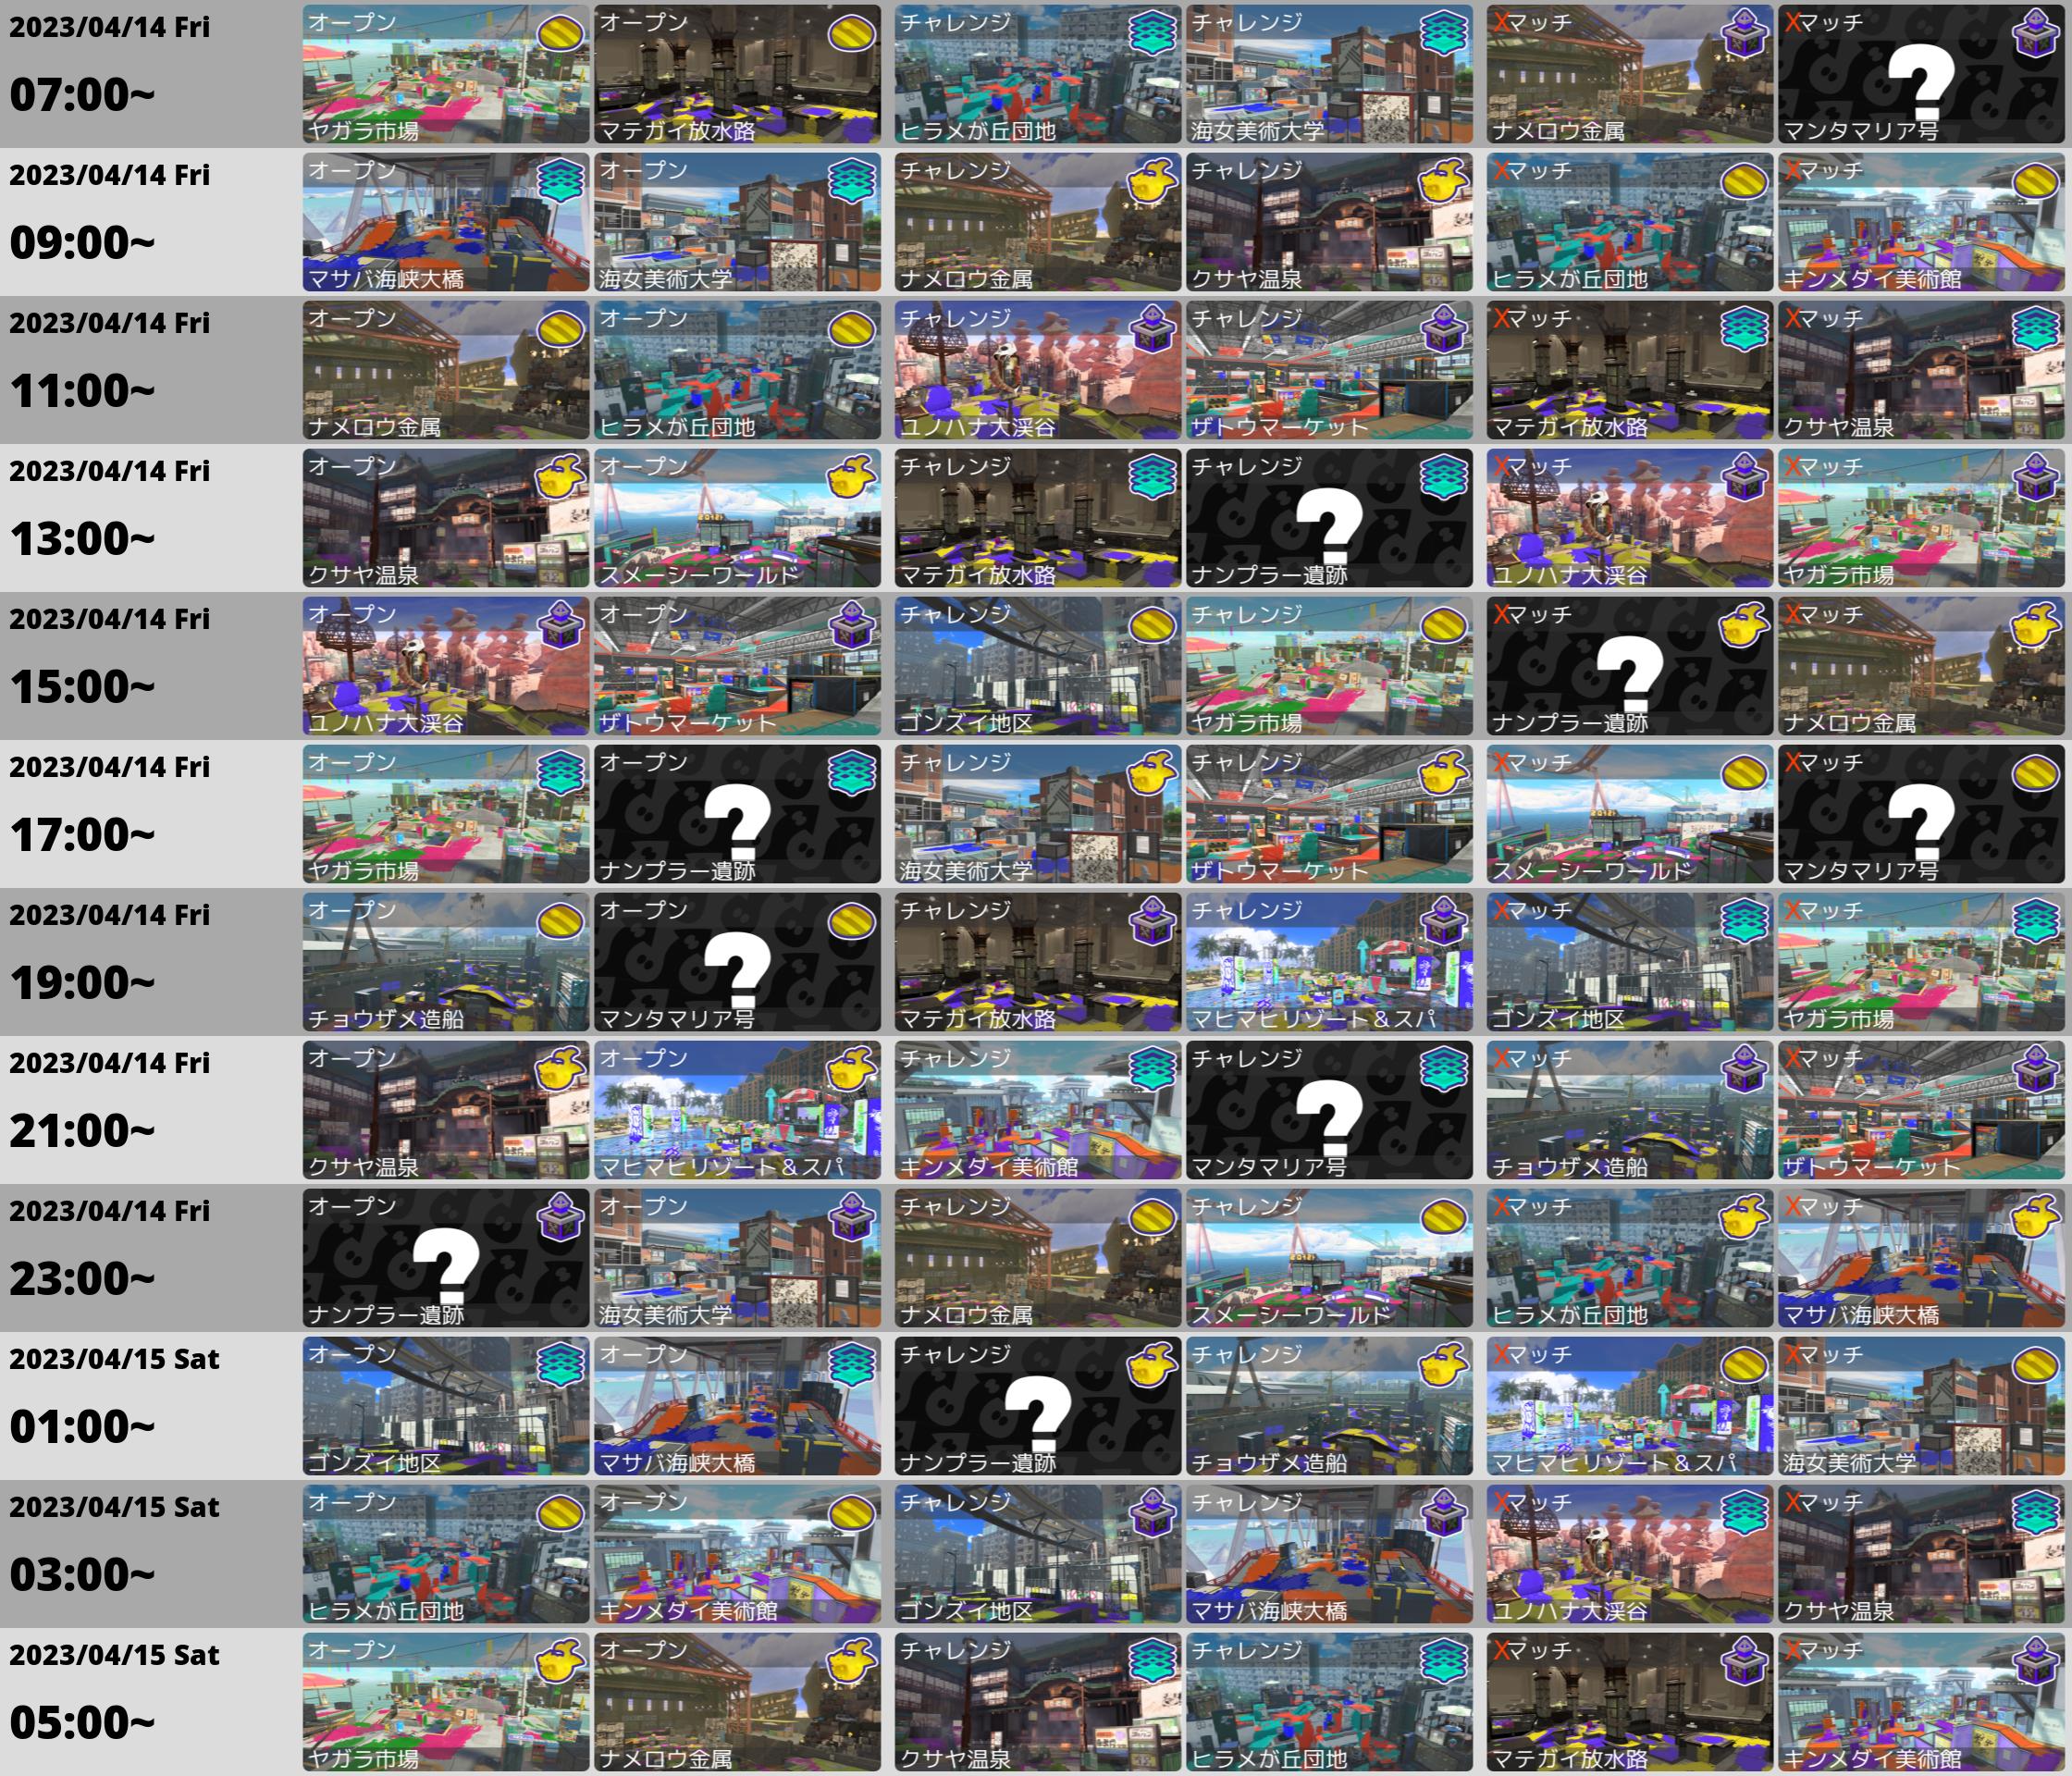 2023/04/14 Fri
07:00~
オープン オープン チャレンジ チャレンジ Xマッチ Xマッチ
ヤガラ市場 マテガイ放水路 ヒラメが丘団地 海女美術大学 ナメロウ金属 マンタマリア号
2023/04/14 Fri
09:00~
オープン オープン チャレンジ チャレンジ Xマッチ Xマッチ
マサバ海峡大橋 海女美術大学 ナメロウ金属 クサヤ温泉 ヒラメが丘団地 キンメダイ美術館
2023/04/14 Fri
11:00~
オープン オープン チャレンジ チャレンジ Xマッチ Xマッチ
ナメロウ金属 ヒラメが丘団地 ユノハナ大渓谷 ザトウマーケット マテガイ放水路 クサヤ温泉
2023/04/14 Fri
13:00~
オープン オープン チャレンジ チャレンジ Xマッチ Xマッチ
クサヤ温泉 スメーシーワールド マテガイ放水路 ナンプラー遺跡 ユノハナ大渓谷 ヤガラ市場
2023/04/14 Fri
15:00~
オープン オープン チャレンジ チャレンジ Xマッチ Xマッチ
ユノハナ大渓谷 ザトウマーケット ゴンズイ地区 ヤガラ市場 ナンプラー遺跡 ナメロウ金属
2023/04/14 Fri
17:00~
オープン オープン チャレンジ チャレンジ Xマッチ Xマッチ
ヤガラ市場 ナンプラー遺跡 海女美術大学 ザトウマーケット スメーシーワールド マンタマリア号
2023/04/14 Fri
19:00~
オープン オープン チャレンジ チャレンジ Xマッチ Xマッチ
チョウザメ造船 マンタマリア号 マテガイ放水路 マヒマヒリゾート＆スパ ゴンズイ地区 ヤガラ市場
2023/04/14 Fri
21:00~
オープン オープン チャレンジ チャレンジ Xマッチ Xマッチ
クサヤ温泉 マヒマヒリゾート＆スパ キンメダイ美術館 マンタマリア号 チョウザメ造船 ザトウマーケット
2023/04/14 Fri
23:00~
オープン オープン チャレンジ チャレンジ Xマッチ Xマッチ
ナンプラー遺跡 海女美術大学 ナメロウ金属 スメーシーワールド ヒラメが丘団地 マサバ海峡大橋
2023/04/15 Sat
01:00~
オープン オープン チャレンジ チャレンジ Xマッチ Xマッチ
ゴンズイ地区 マサバ海峡大橋 ナンプラー遺跡 チョウザメ造船 マヒマヒリゾート＆スパ 海女美術大学
2023/04/15 Sat
03:00~
オープン オープン チャレンジ チャレンジ Xマッチ Xマッチ
ヒラメが丘団地 キンメダイ美術館 ゴンズイ地区 マサバ海峡大橋 ユノハナ大渓谷 クサヤ温泉
2023/04/15 Sat
05:00~
オープン オープン チャレンジ チャレンジ Xマッチ Xマッチ
ヤガラ市場 ナメロウ金属 クサヤ温泉 ヒラメが丘団地 マテガイ放水路 キンメダイ美術館